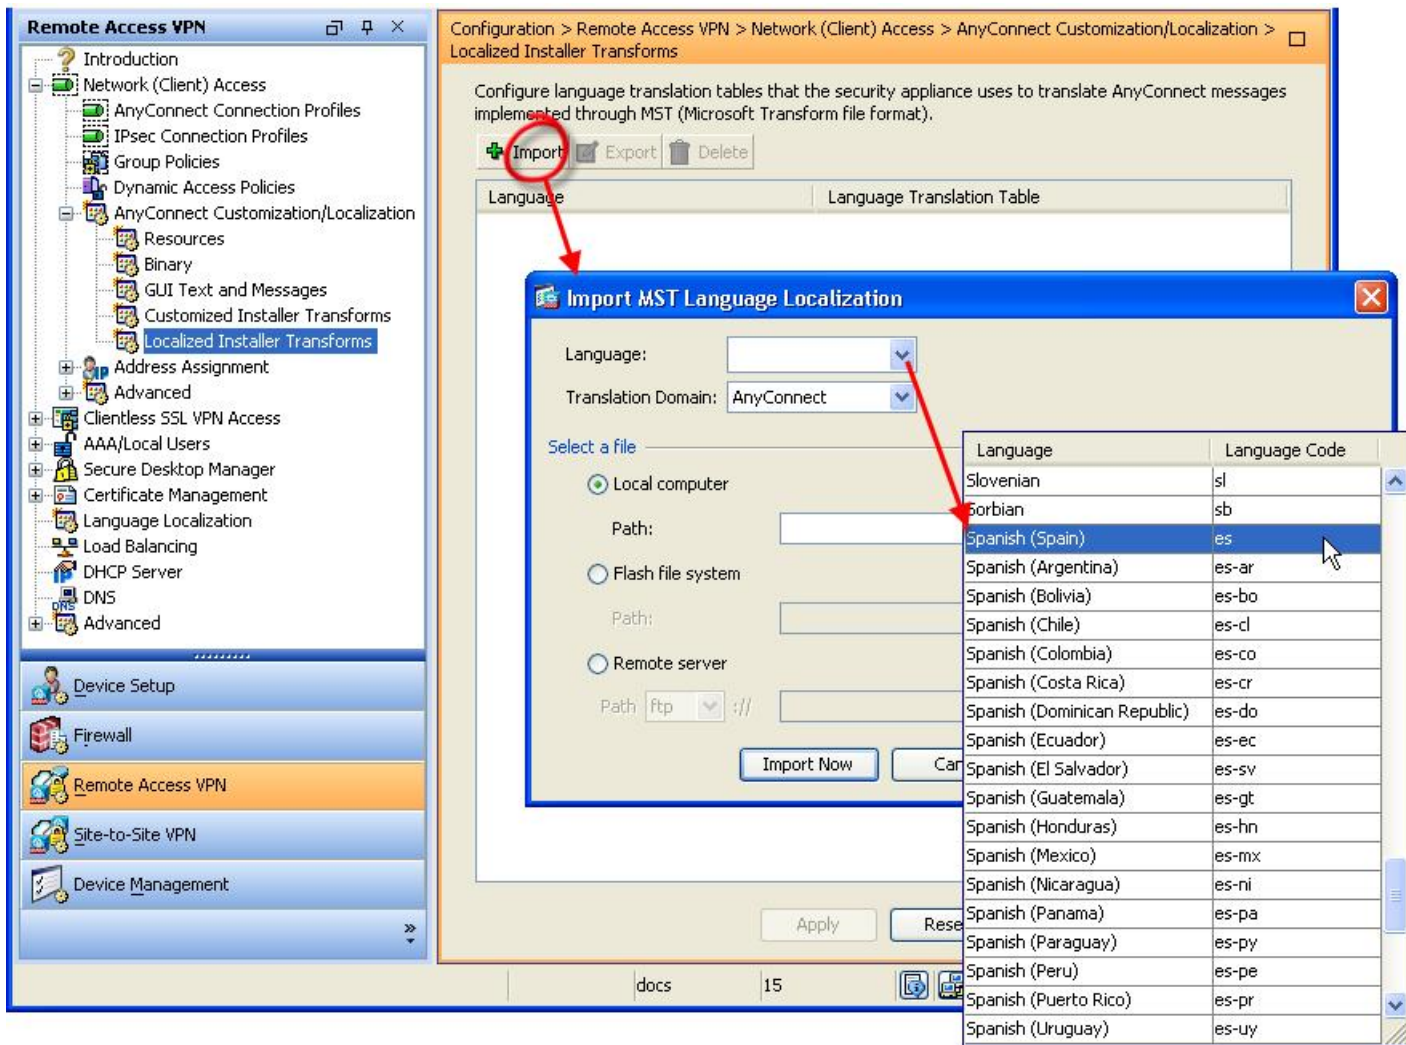 Remote Access VPN
Introduction
Network (Client) Access
AnyConnect Connection Profiles
IPsec Connection Profiles
Group Policies
Dynamic Access Policies
AnyConnect Customization/Localization
Resources
Binary
GUI Text and Messages
Customized Installer Transforms
Localized Installer Transforms
Address Assignment
Advanced
Clientless SSL VPN Access
AAA/Local Users
Secure Desktop Manager
Certificate Management
Language Localization
Load Balancing
DHCP Server
DNS
Advanced
Device Setup
Firewall
Remote Access VPN
Site-to-Site VPN
Device Management
Configuration > Remote Access VPN > Network (Client) Access > AnyConnect Customization/Localization >
Localized Installer Transforms
Configure language translation tables that the security appliance uses to translate AnyConnect messages
implemented through MST (Microsoft Transform file format).
Import Export Delete
Language Language Translation Table
Import MST Language Localization
Language:
Translation Domain: AnyConnect
Select a file
Local computer
Path:
Flash file system
Path:
Remote server
Path ftp ://
Import Now Can
Apply Rese
docs 15
Language Language Code
Slovenian sl
Sorbian sb
Spanish (Spain) es
Spanish (Argentina) es-ar
Spanish (Bolivia) es-bo
Spanish (Chile) es-cl
Spanish (Colombia) es-co
Spanish (Costa Rica) es-cr
Spanish (Dominican Republic) es-do
Spanish (Ecuador) es-ec
Spanish (El Salvador) es-sv
Spanish (Guatemala) es-gt
Spanish (Honduras) es-hn
Spanish (Mexico) es-mx
Spanish (Nicaragua) es-ni
Spanish (Panama) es-pa
Spanish (Paraguay) es-py
Spanish (Peru) es-pe
Spanish (Puerto Rico) es-pr
Spanish (Uruguay) es-uy